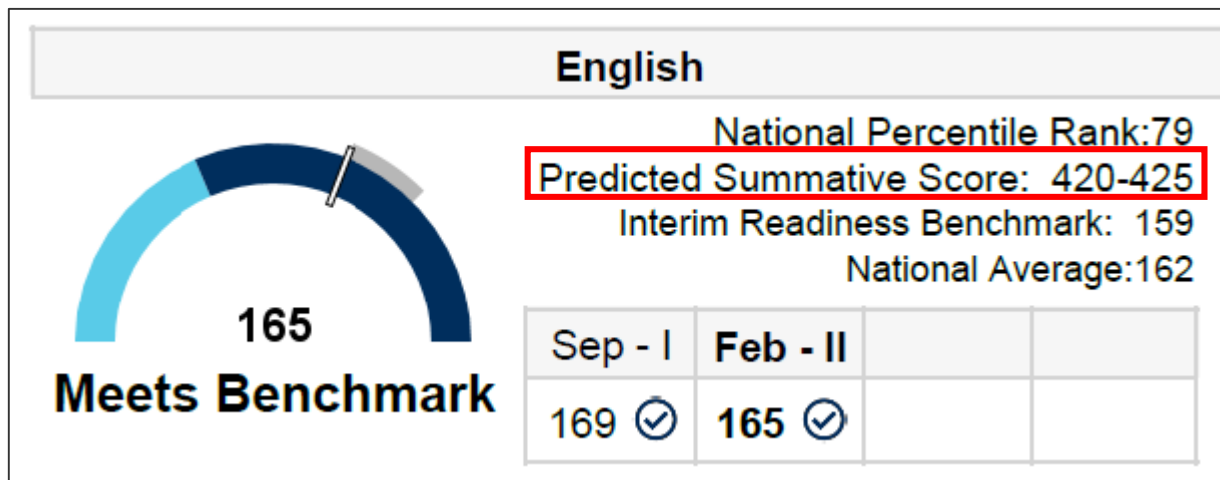 English
National Percentile Rank:79
Predicted Summative Score: 420-425
Interim Readiness Benchmark: 159
National Average:162
165
Meets Benchmark
Sep - I Feb - II
169 165